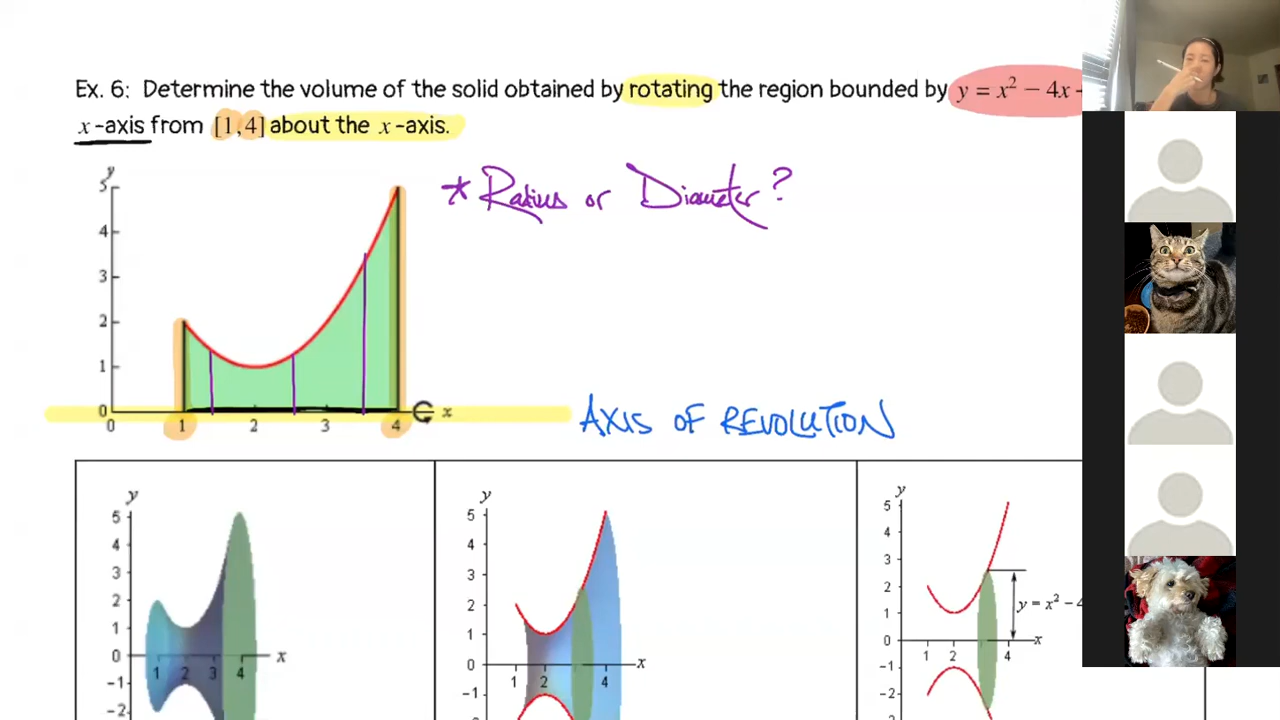 Ex. 6: Determine the volume of the solid obtained by rotating the region bounded by y = x² − 4x
x-axis from [1,4] about the x-axis.
* Radius or Diameter?
y
5
4
3
2
1
0
0 1 2 3 4 x
AXIS OF REVOLUTION
y
5
4
3
2
1
0
−1
−2
1 2 3 4 x
y
5
4
3
2
1
0
−1
1 2 4 x
y
5
4
3
2
1
0
−1
−2
1 2 4 x
y = x² − 4